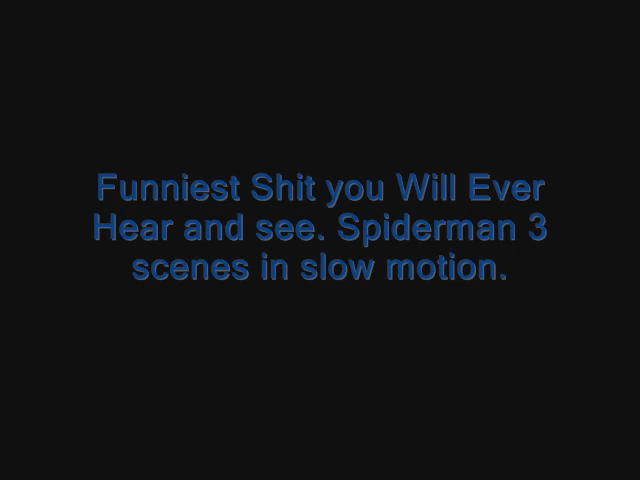 Funniest Shit you Will Ever
Hear and see. Spiderman 3
scenes in slow motion.